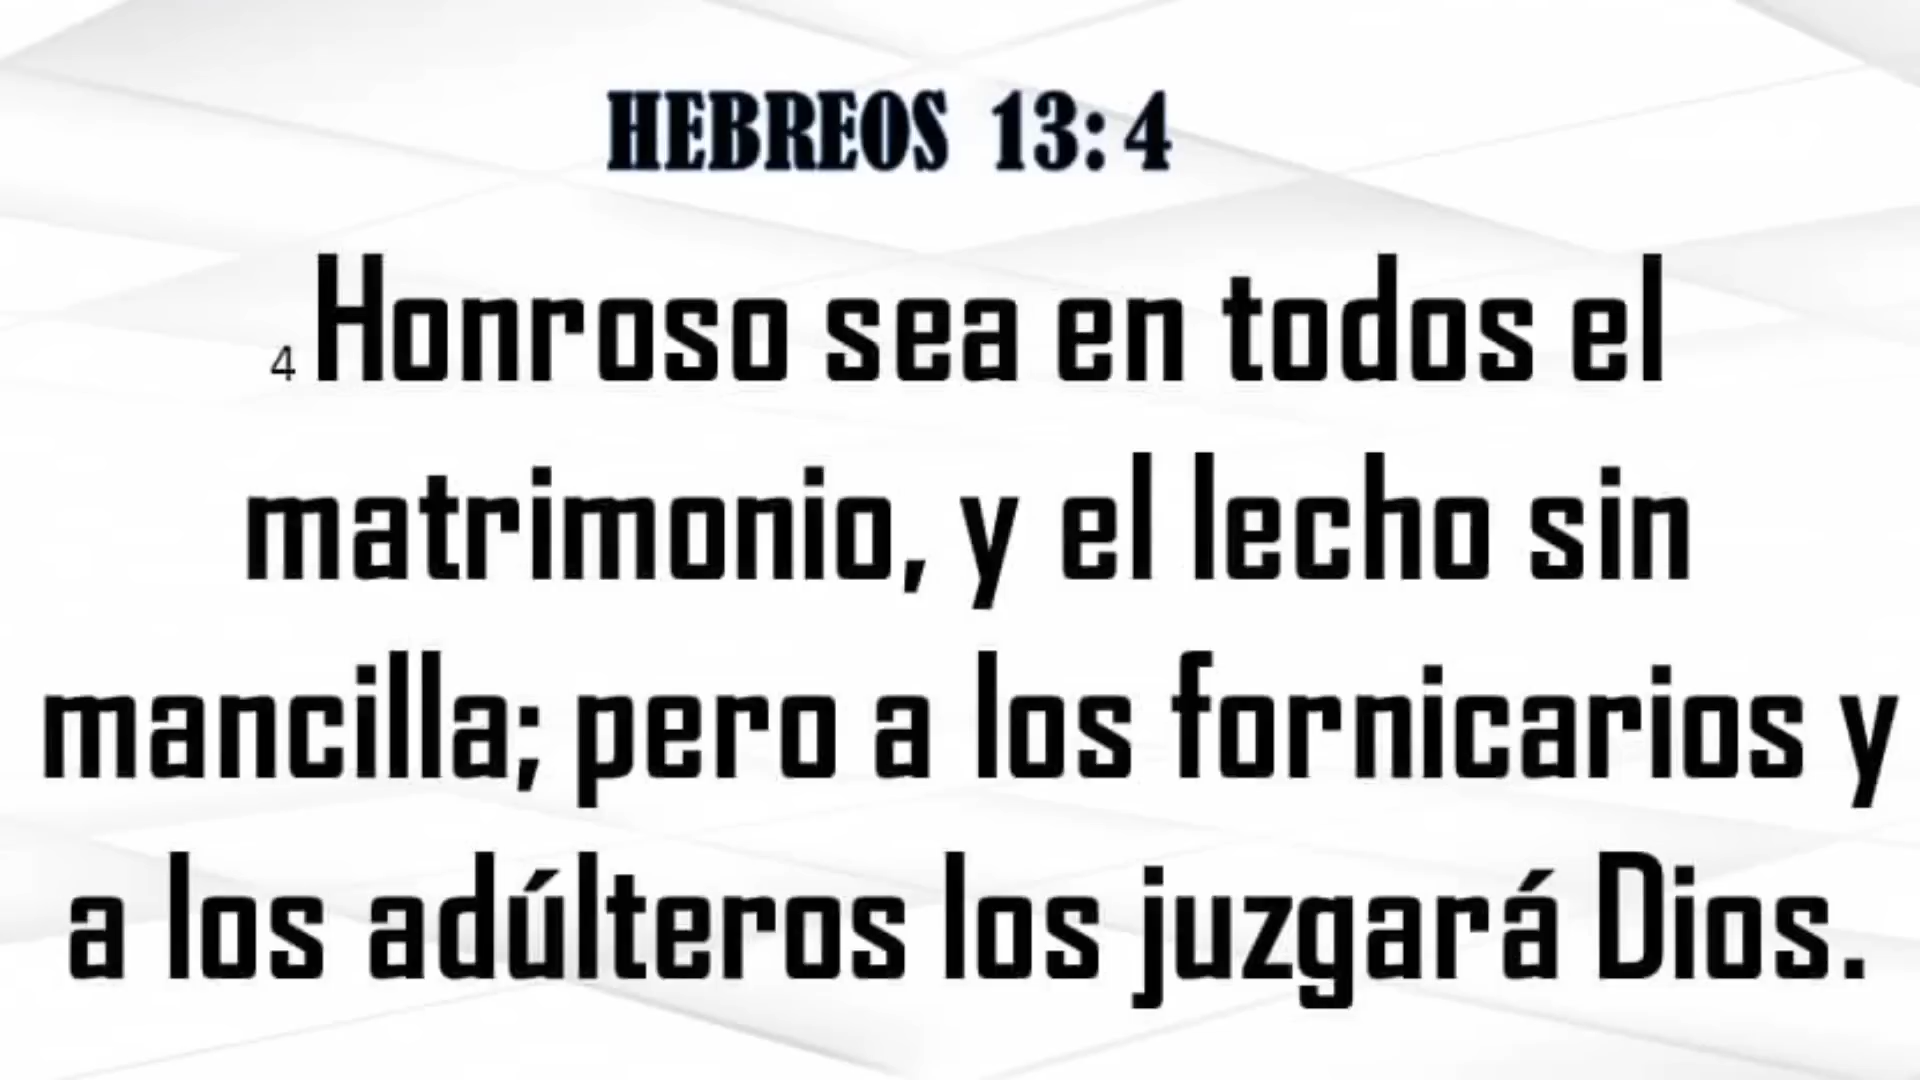 HEBREOS 13:4
4 Honroso sea en todos el
matrimonio, y el lecho sin
mancilla; pero a los fornicarios y
a los adúlteros los juzgará Dios.